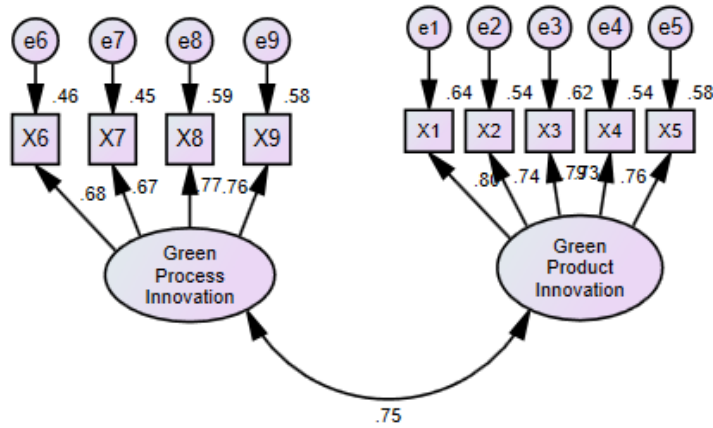 e6 e7 e8 e9
e1 e2 e3 e4 e5
.46 .45 .59 .58
.64 .54 .62 .54 .58
X6 X7 X8 X9
X1 X2 X3 X4 X5
.68 .67 .77 .76
.80 .74 .79 .73 .76
Green
Process
Innovation
Green
Product
Innovation
.75